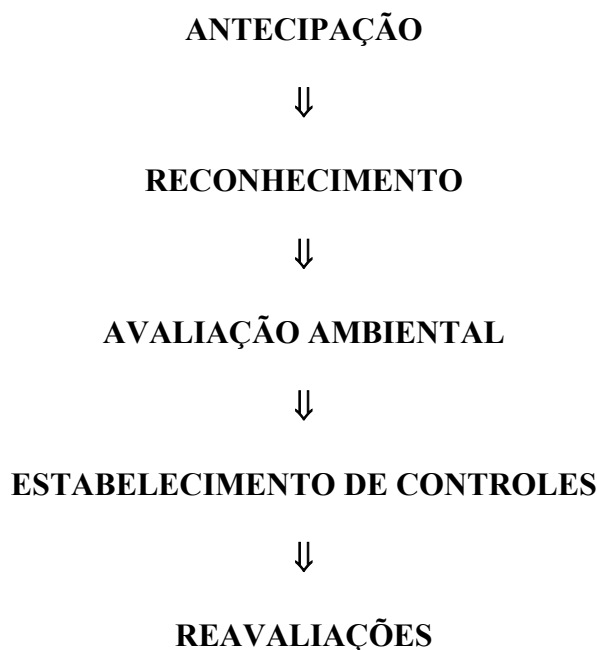 ANTECIPAÇÃO
⇓
RECONHECIMENTO
⇓
AVALIAÇÃO AMBIENTAL
⇓
ESTABELECIMENTO DE CONTROLES
⇓
REAVALIAÇÕES